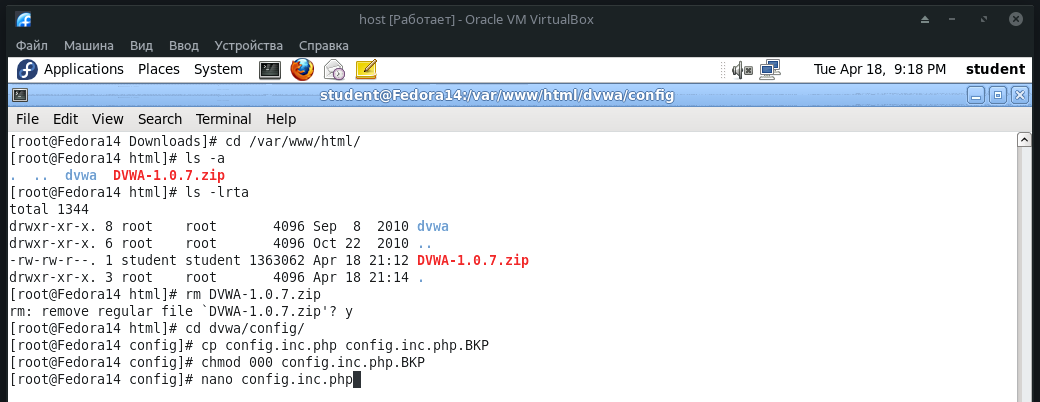 host [Работает] - Oracle VM VirtualBox
Файл Машина Вид Ввод Устройства Справка
Applications Places System Tue Apr 18, 9:18 PM student
student@Fedora14:/var/www/html/dvwa/config
File Edit View Search Terminal Help
[root@Fedora14 Downloads]# cd /var/www/html/
[root@Fedora14 html]# ls -a
.  ..  dvwa  DVWA-1.0.7.zip
[root@Fedora14 html]# ls -lrta
total 1344
drwxr-xr-x. 8 root    root       4096 Sep  8  2010 dvwa
drwxr-xr-x. 6 root    root       4096 Oct 22  2010 ..
-rw-rw-r--. 1 student student 1363062 Apr 18 21:12 DVWA-1.0.7.zip
drwxr-xr-x. 3 root    root       4096 Apr 18 21:14 .
[root@Fedora14 html]# rm DVWA-1.0.7.zip
rm: remove regular file `DVWA-1.0.7.zip'? y
[root@Fedora14 html]# cd dvwa/config/
[root@Fedora14 config]# cp config.inc.php config.inc.php.BKP
[root@Fedora14 config]# chmod 000 config.inc.php.BKP
[root@Fedora14 config]# nano config.inc.php